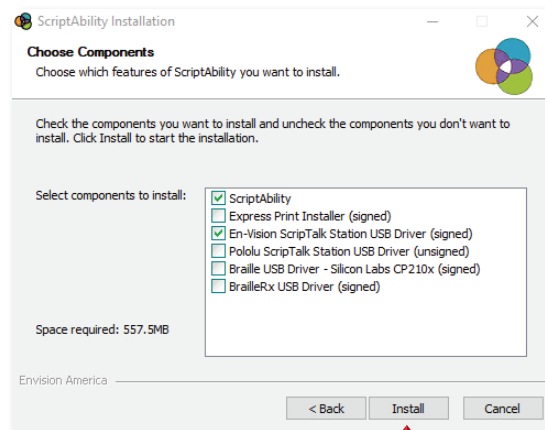 ScriptAbility Installation
Choose Components
Choose which features of ScriptAbility you want to install.
Check the components you want to install and uncheck the components you don't want to
install. Click Install to start the installation.
Select components to install:
ScriptAbility
Express Print Installer (signed)
En-Vision ScripTalk Station USB Driver (signed)
Pololu ScripTalk Station USB Driver (unsigned)
Braille USB Driver - Silicon Labs CP210x (signed)
BrailleRx USB Driver (signed)
Space required: 557.5MB
Envision America
< Back
Install
Cancel